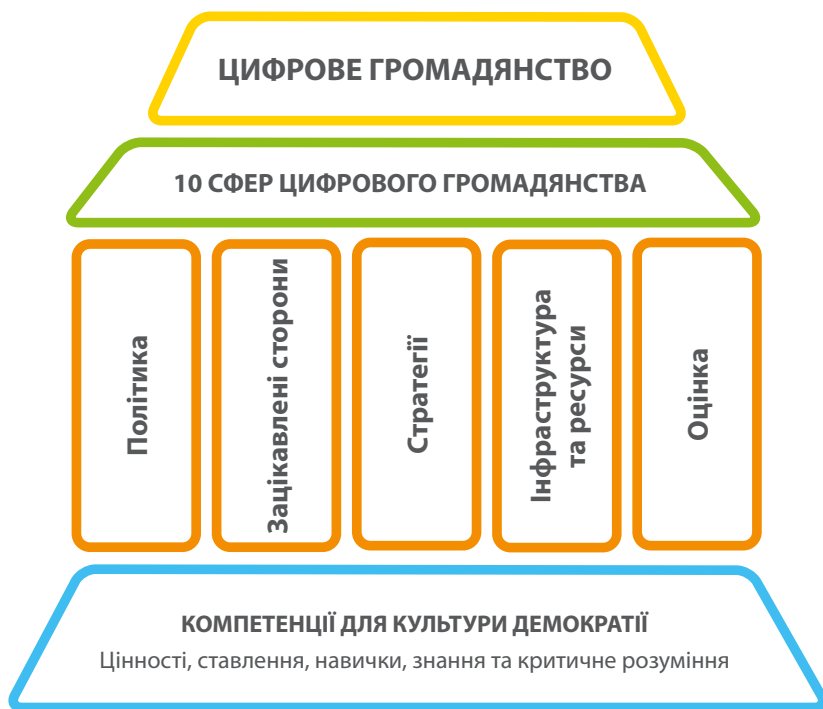 ЦИФРОВЕ ГРОМАДЯНСТВО
10 СФЕР ЦИФРОВОГО ГРОМАДЯНСТВА
Політика
Зацікавлені сторони
Стратегії
Інфраструктура
та ресурси
Оцінка
КОМПЕТЕНЦІЇ ДЛЯ КУЛЬТУРИ ДЕМОКРАТІЇ
Цінності, ставлення, навички, знання та критичне розуміння